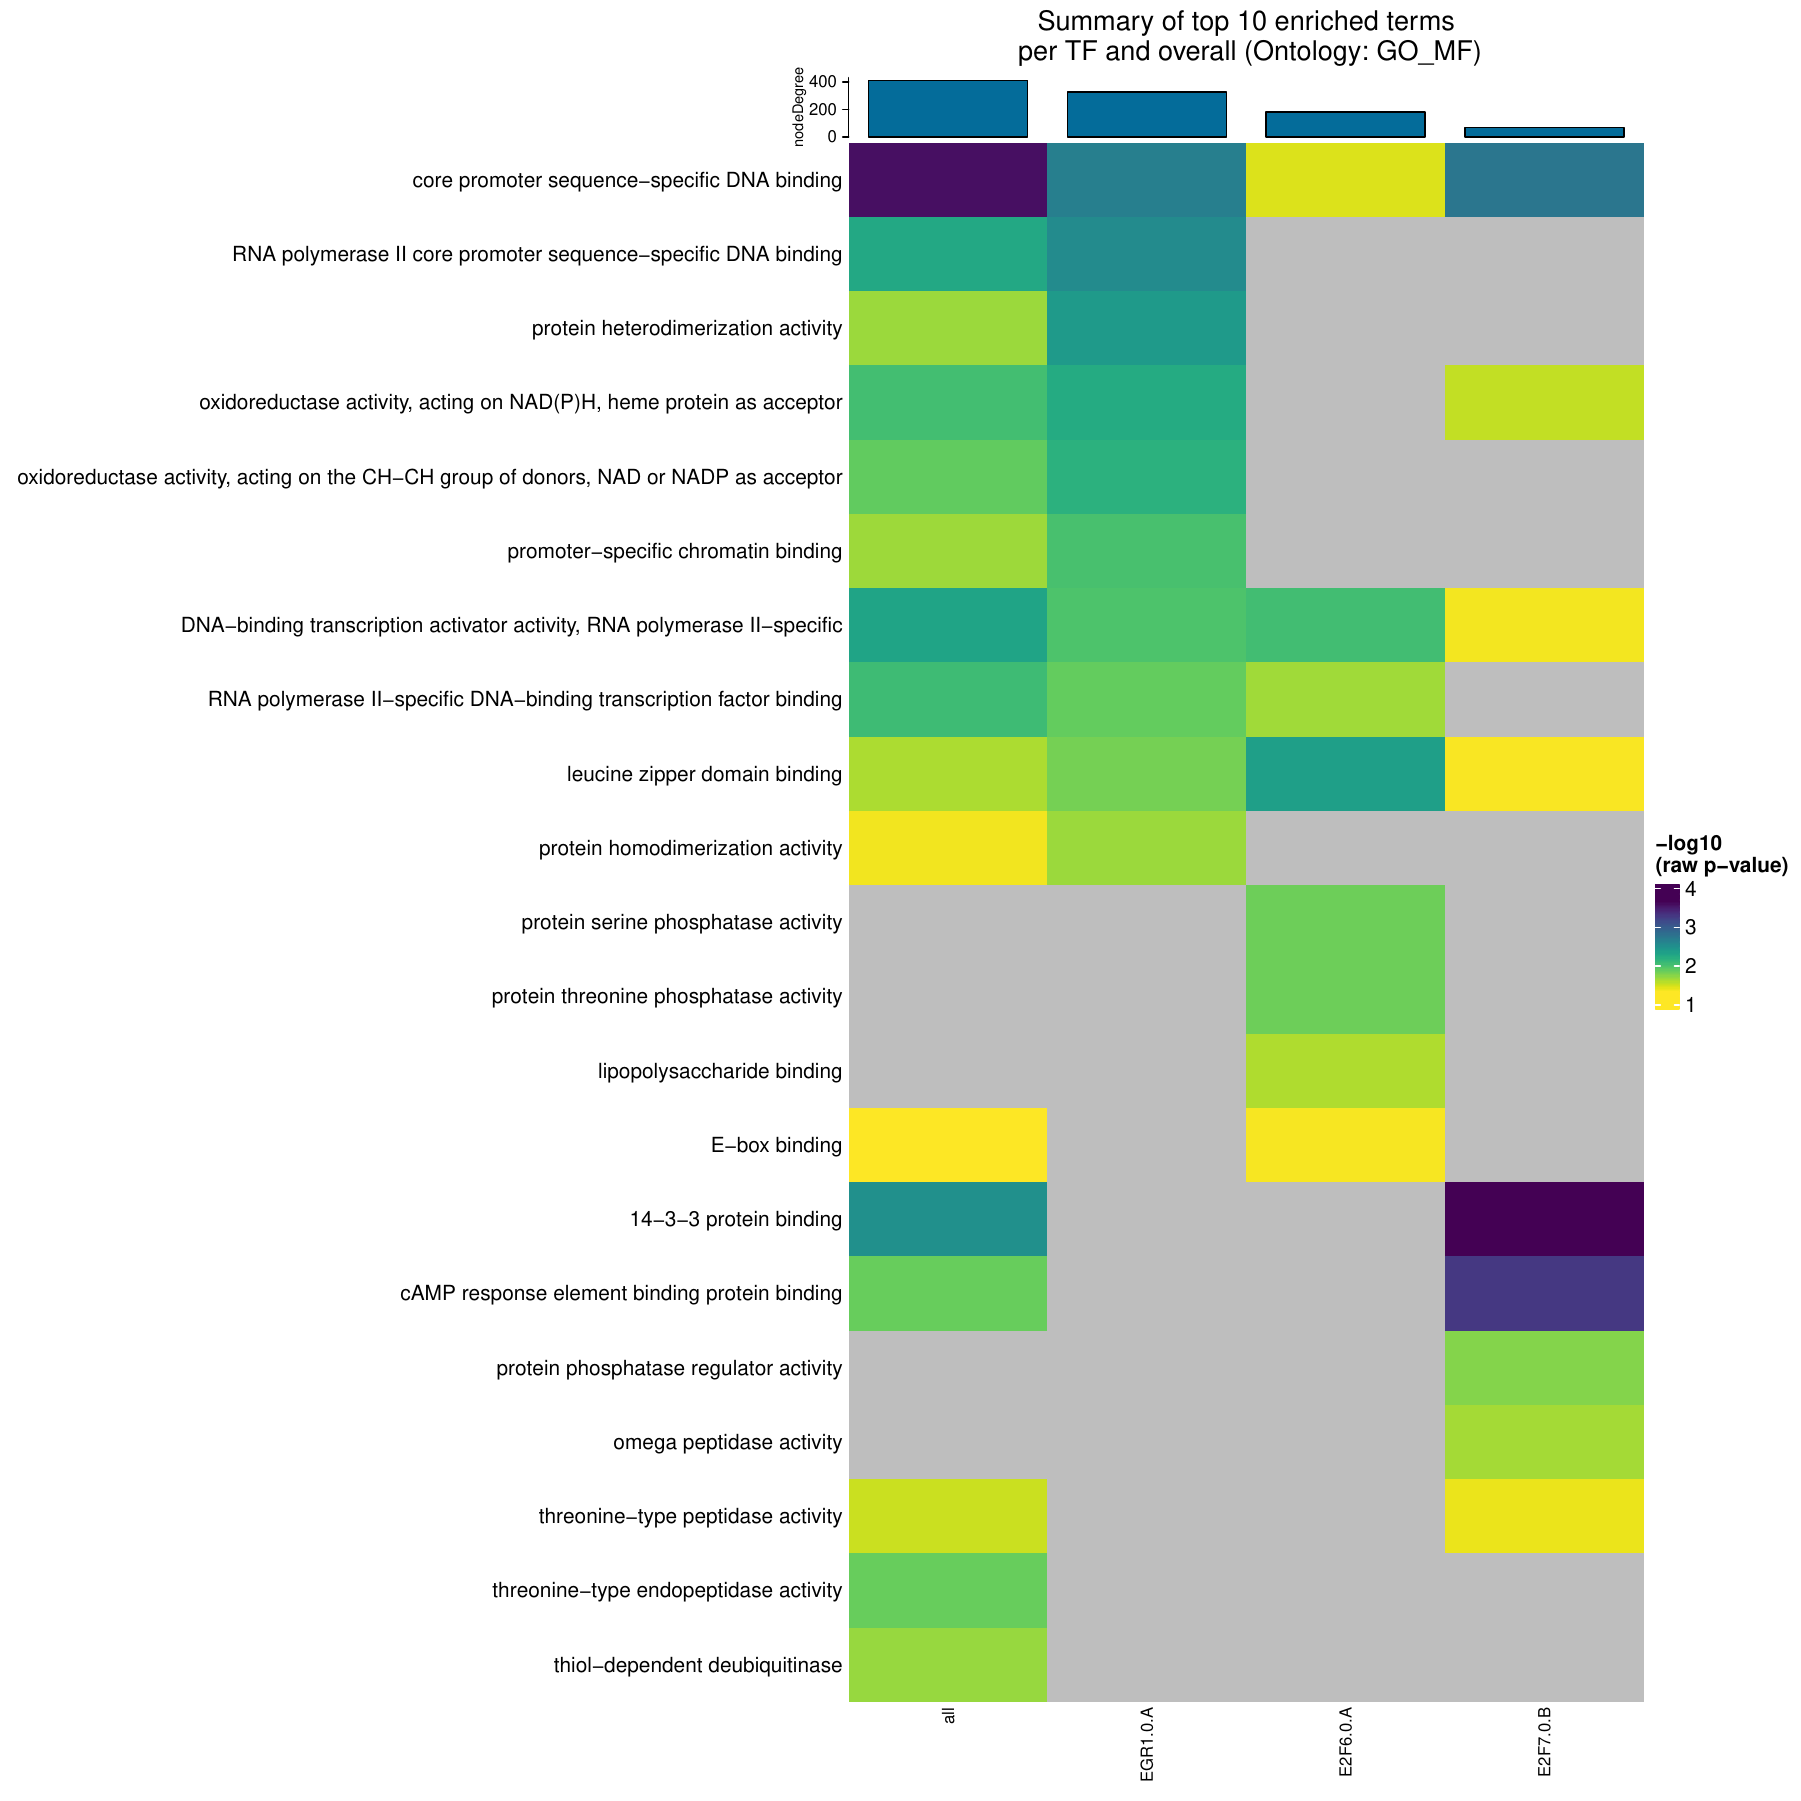 Summary of top 10 enriched terms
per TF and overall (Ontology: GO_MF)
nodeDegree
400
200
0
core promoter sequence−specific DNA binding
RNA polymerase II core promoter sequence−specific DNA binding
protein heterodimerization activity
oxidoreductase activity, acting on NAD(P)H, heme protein as acceptor
oxidoreductase activity, acting on the CH−CH group of donors, NAD or NADP as acceptor
promoter−specific chromatin binding
DNA−binding transcription activator activity, RNA polymerase II−specific
RNA polymerase II−specific DNA−binding transcription factor binding
leucine zipper domain binding
protein homodimerization activity
protein serine phosphatase activity
protein threonine phosphatase activity
lipopolysaccharide binding
E−box binding
14−3−3 protein binding
cAMP response element binding protein binding
protein phosphatase regulator activity
omega peptidase activity
threonine−type peptidase activity
threonine−type endopeptidase activity
thiol−dependent deubiquitinase
−log10
(raw p−value)
4
3
2
1
all
EGR1.0.A
E2F6.0.A
E2F7.0.B